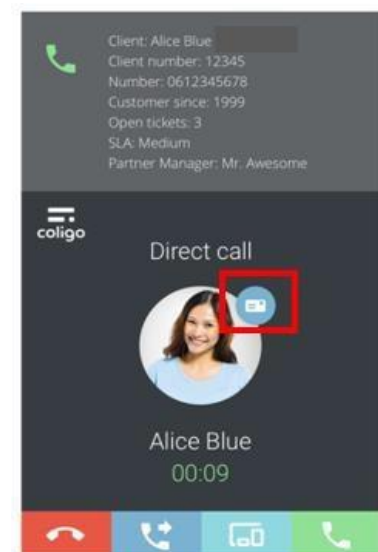 Client: Alice Blue
Client number: 12345
Number: 0612345678
Customer since: 1999
Open tickets: 3
SLA: Medium
Partner Manager: Mr. Awesome
coligo
Direct call
Alice Blue
00:09